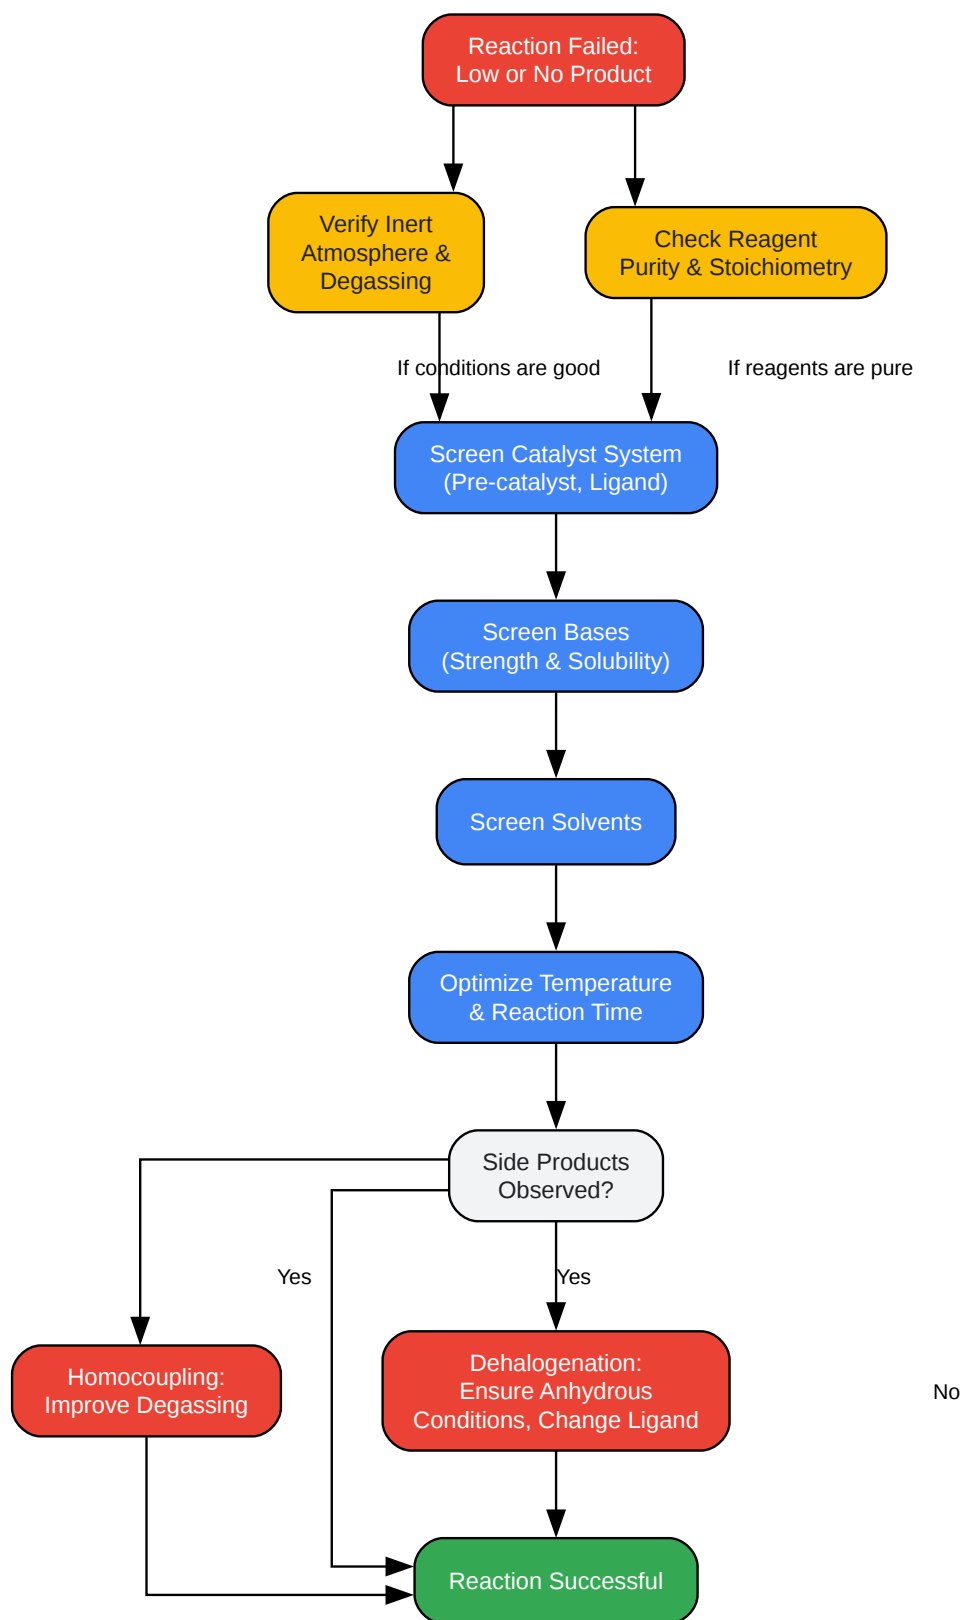 Reaction Failed:
Low or No Product
Verify Inert
Atmosphere &
Degassing
Check Reagent
Purity & Stoichiometry
If conditions are good
If reagents are pure
Screen Catalyst System
(Pre-catalyst, Ligand)
Screen Bases
(Strength & Solubility)
Screen Solvents
Optimize Temperature
& Reaction Time
Side Products
Observed?
Yes
Yes
Homocoupling:
Improve Degassing
Dehalogenation:
Ensure Anhydrous
Conditions, Change Ligand
No
Reaction Successful